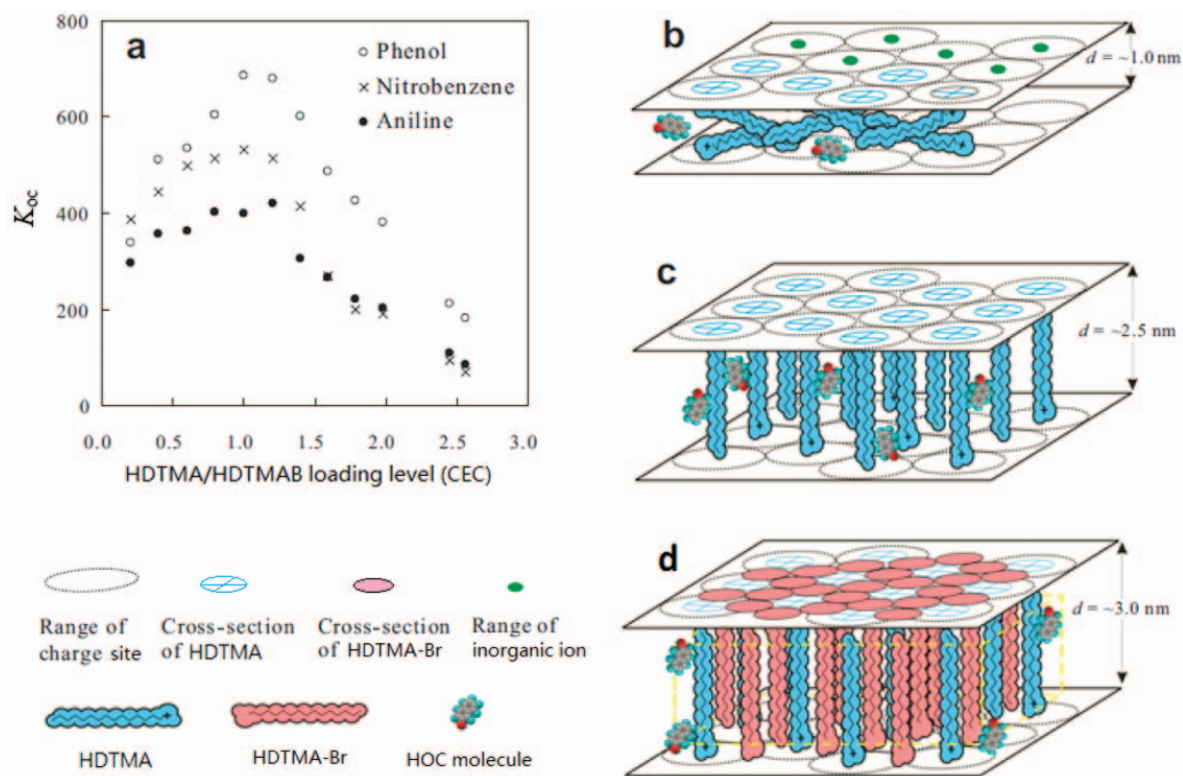 a
Phenol
Nitrobenzene
Aniline
800
600
400
200
0
K_oc
0.0 0.5 1.0 1.5 2.0 2.5 3.0
HDTMA/HDTMAB loading level (CEC)
b
d = ~1.0 nm
c
d = ~2.5 nm
d
d = ~3.0 nm
Range of
charge site
Cross-section
of HDTMA
Cross-section
of HDTMA-Br
Range of
inorganic ion
HDTMA
HDTMA-Br
HOC molecule